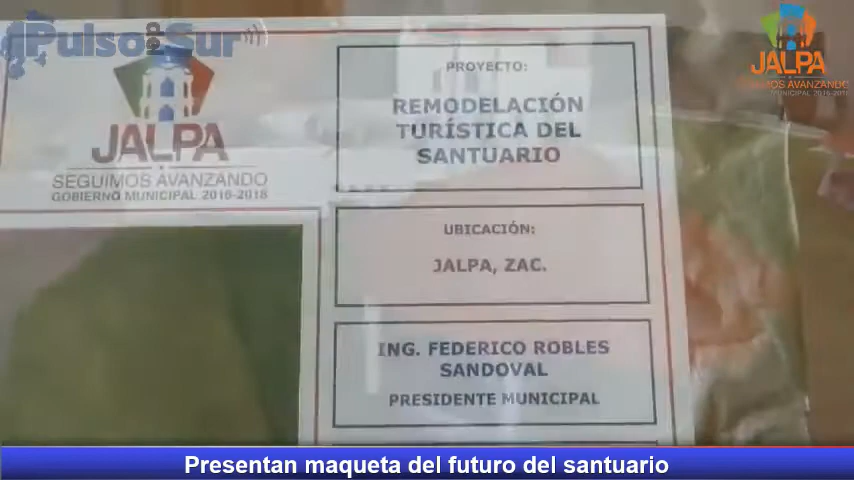 Pulso del Sur
JALPA
SEGUIMOS AVANZANDO
GOBIERNO MUNICIPAL 2016-2018
PROYECTO:
REMODELACIÓN
TURÍSTICA DEL
SANTUARIO
UBICACIÓN:
JALPA, ZAC.
ING. FEDERICO ROBLES
SANDOVAL
PRESIDENTE MUNICIPAL
JALPA
SEGUIMOS AVANZANDO
MUNICIPAL 2016-2018
Presentan maqueta del futuro del santuario